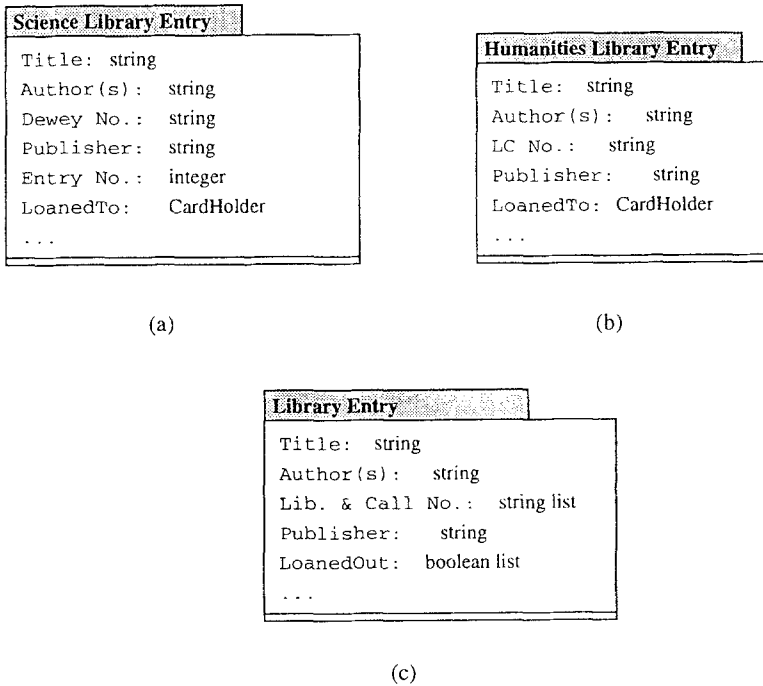 Science Library Entry
Title: string
Author(s): string
Dewey No.: string
Publisher: string
Entry No.: integer
LoanedTo: CardHolder
...
(a)
Humanities Library Entry
Title: string
Author(s): string
LC No.: string
Publisher: string
LoanedTo: CardHolder
...
(b)
Library Entry
Title: string
Author(s): string
Lib. & Call No.: string list
Publisher: string
LoanedOut: boolean list
...
(c)